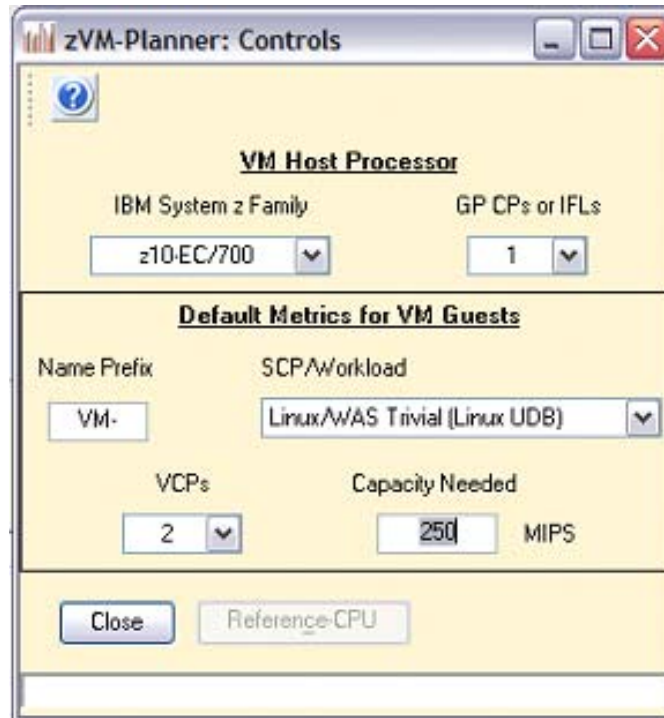 zVM-Planner: Controls
VM Host Processor
IBM System z Family GP CPs or IFLs
z10-EC/700 1
Default Metrics for VM Guests
Name Prefix SCP/Workload
VM- Linux/WAS Trivial (Linux UDB)
VCPs Capacity Needed
2 250 MIPS
Close Reference-CPU